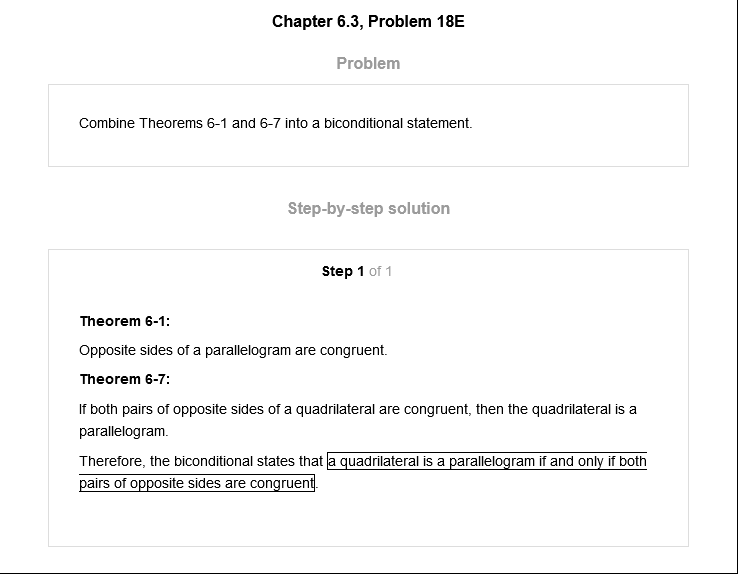 Chapter 6.3, Problem 18E
Problem
Combine Theorems 6-1 and 6-7 into a biconditional statement.
Step-by-step solution
Step 1 of 1
Theorem 6-1:
Opposite sides of a parallelogram are congruent.
Theorem 6-7:
If both pairs of opposite sides of a quadrilateral are congruent, then the quadrilateral is a
parallelogram.
Therefore, the biconditional states that a quadrilateral is a parallelogram if and only if both
pairs of opposite sides are congruent.